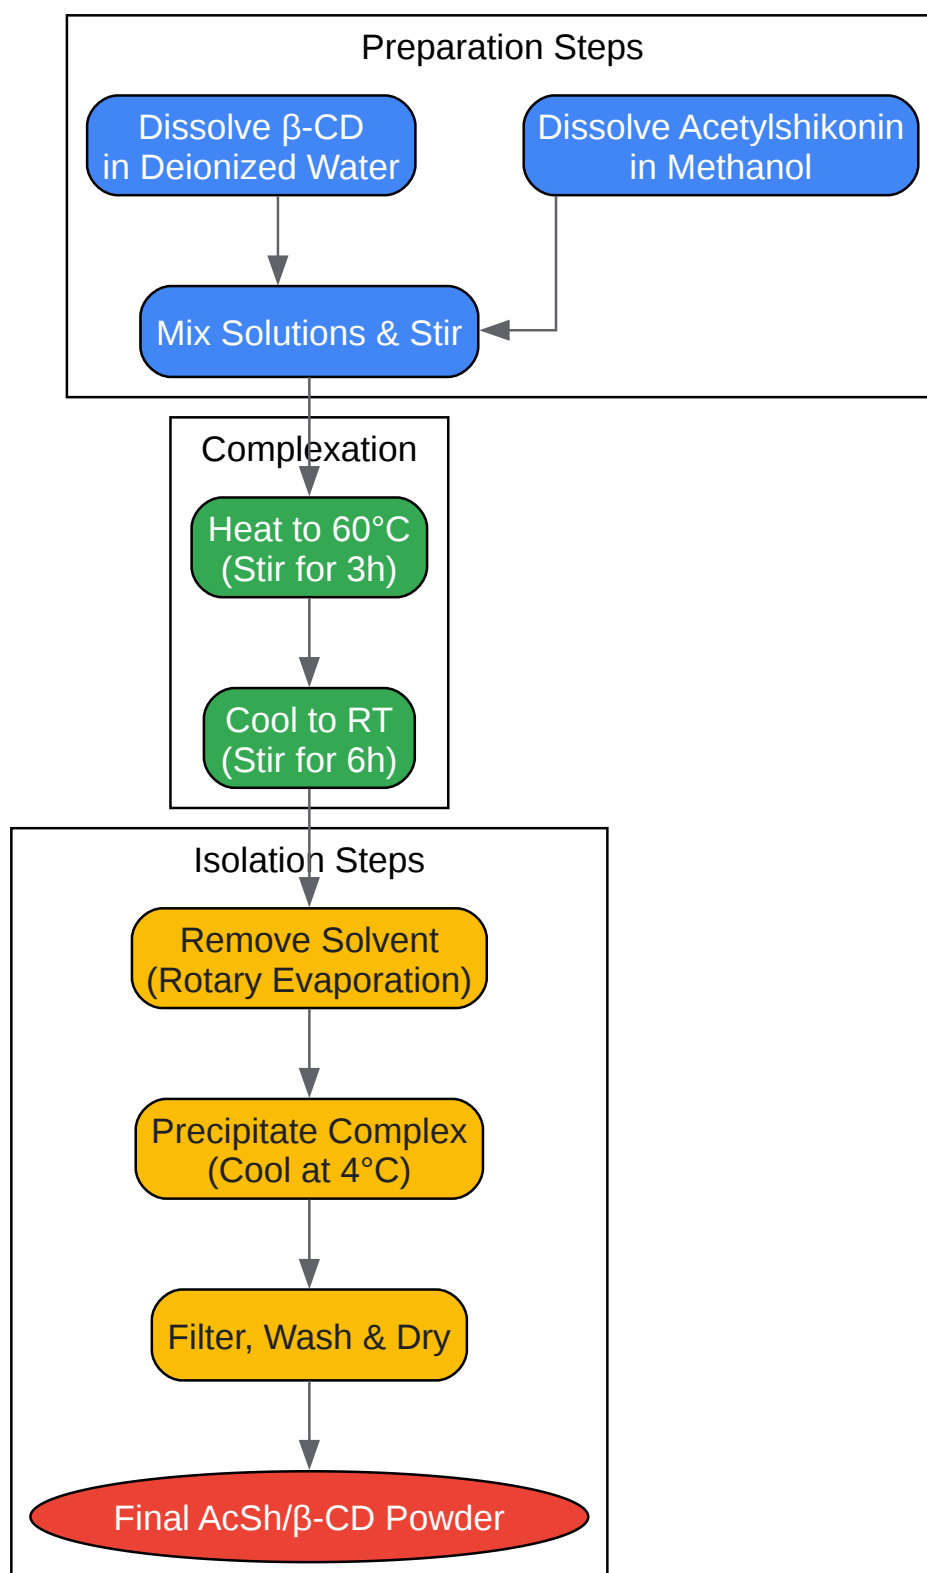 Preparation Steps
Dissolve β-CD
in Deionized Water
Dissolve Acetylshikonin
in Methanol
Mix Solutions & Stir
Complexation
Heat to 60°C
(Stir for 3h)
Cool to RT
(Stir for 6h)
Isolation Steps
Remove Solvent
(Rotary Evaporation)
Precipitate Complex
(Cool at 4°C)
Filter, Wash & Dry
Final AcSh/β-CD Powder